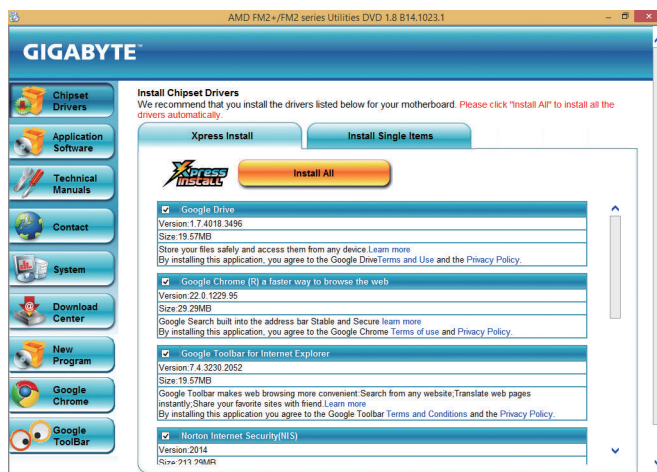 AMD FM2+/FM2 series Utilities DVD 1.8 B14.1023.1
GIGABYTE™
Chipset
Drivers
Application
Software
Technical
Manuals
Contact
System
Download
Center
New
Program
Google
Chrome
Google
ToolBar
Install Chipset Drivers
We recommend that you install the drivers listed below for your motherboard. Please click "Install All" to install all the
drivers automatically.
Xpress Install
Install Single Items
Xpress
Install
Install All
Google Drive
Version:1.7.4018.3496
Size:19.57MB
Store your files safely and access them from any device.Learn more
By installing this application, you agree to the Google DriveTerms and Use and the Privacy Policy.
Google Chrome (R) a faster way to browse the web
Version:22.0.1229.95
Size:29.29MB
Google Search built into the address bar Stable and Secure learn more
By installing this application, you agree to the Google Chrome Terms of use and Privacy Policy.
Google Toolbar for Internet Explorer
Version:7.4.3230.2052
Size:19.57MB
Google Toolbar makes web browsing more convenient:Search from any website;Translate web pages
instantly;Share your favorite sites with friend.Learn more
By installing this application you agree to the Google Toolbar Terms and Conditions and the Privacy Policy.
Norton Internet Security(NIS)
Version:2014
Size:213.29MB